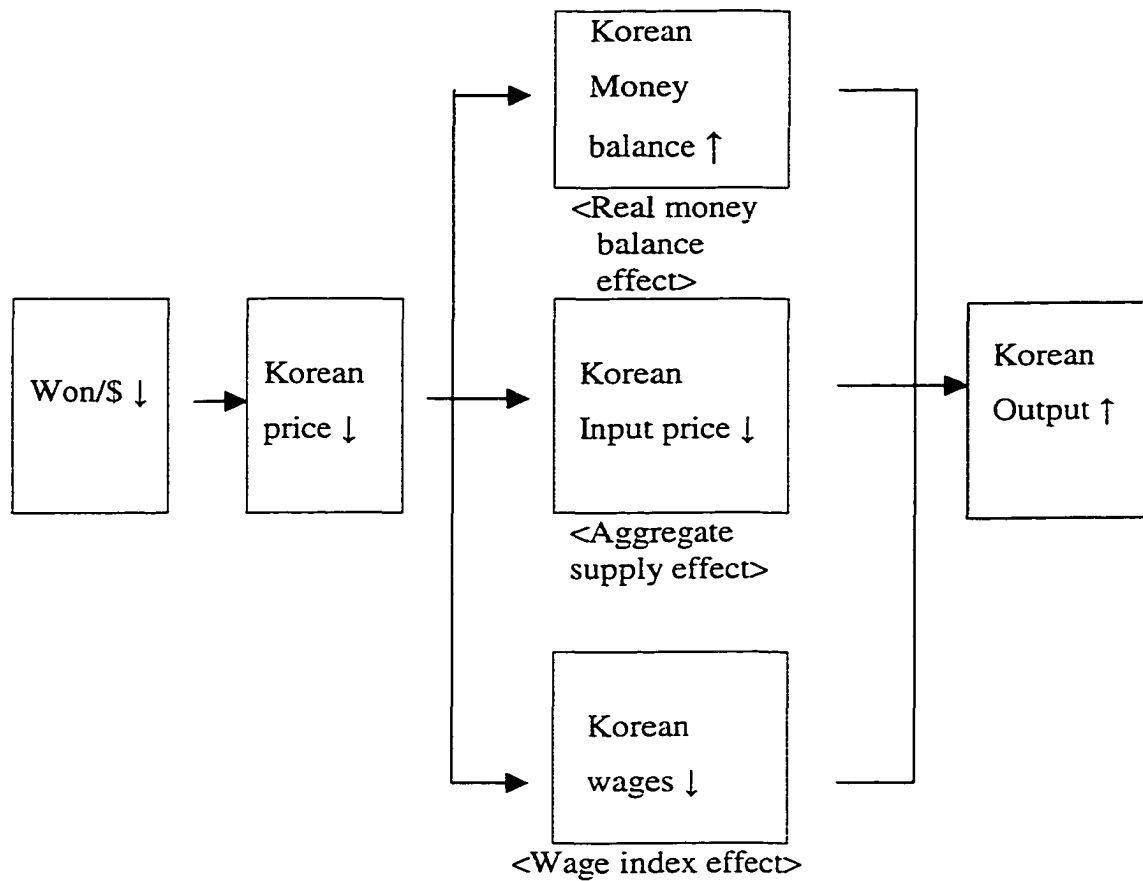 Korean
Money
balance ↑
<Real money
balance
effect>
Won/$ ↓
Korean
price ↓
Korean
Input price ↓
<Aggregate
supply effect>
Korean
Output ↑
Korean
wages ↓
<Wage index effect>